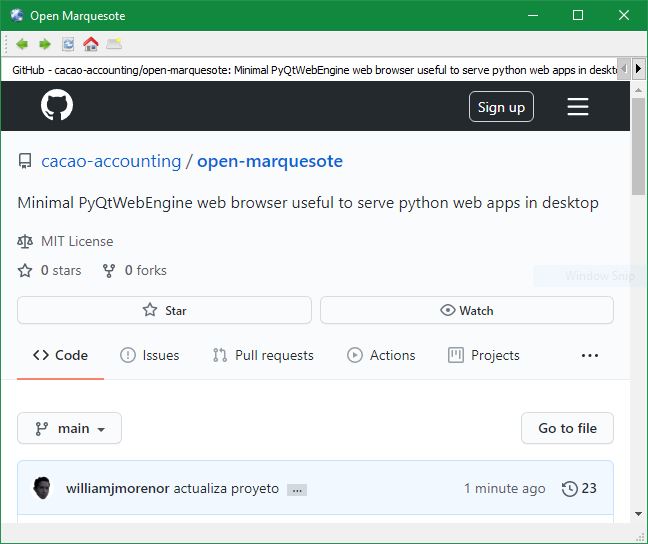 Open Marquesote
GitHub - cacao-accounting/open-marquesote: Minimal PyQtWebEngine web browser useful to serve python web apps in deskto
Sign up
cacao-accounting / open-marquesote
Minimal PyQtWebEngine web browser useful to serve python web apps in desktop
MIT License
0 stars 0 forks
Window Snip
Star Watch
Code Issues Pull requests Actions Projects ...
main Go to file
williamjmorenor actualiza proyeto ... 1 minute ago 23